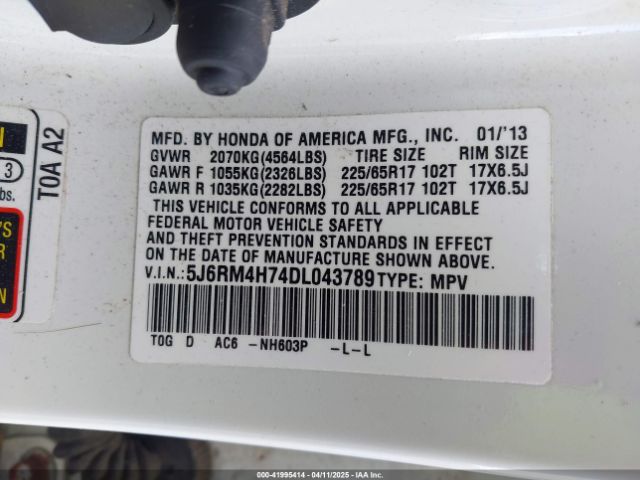 MFD. BY HONDA OF AMERICA MFG., INC. 01/'13
GVWR 2070KG(4564LBS) TIRE SIZE RIM SIZE
GAWR F 1055KG(2326LBS) 225/65R17 102T 17X6.5J
GAWR R 1035KG(2282LBS) 225/65R17 102T 17X6.5J
THIS VEHICLE CONFORMS TO ALL APPLICABLE
FEDERAL MOTOR VEHICLE SAFETY
AND THEFT PREVENTION STANDARDS IN EFFECT
ON THE DATE OF MANUFACTURE SHOWN ABOVE.
V.I.N.: 5J6RM4H74DL043789 TYPE: MPV
T0G D AC6 -NH603P -L-L
T0A A2
3
lbs.
000-41995414 - 04/11/2025 - IAA Inc.